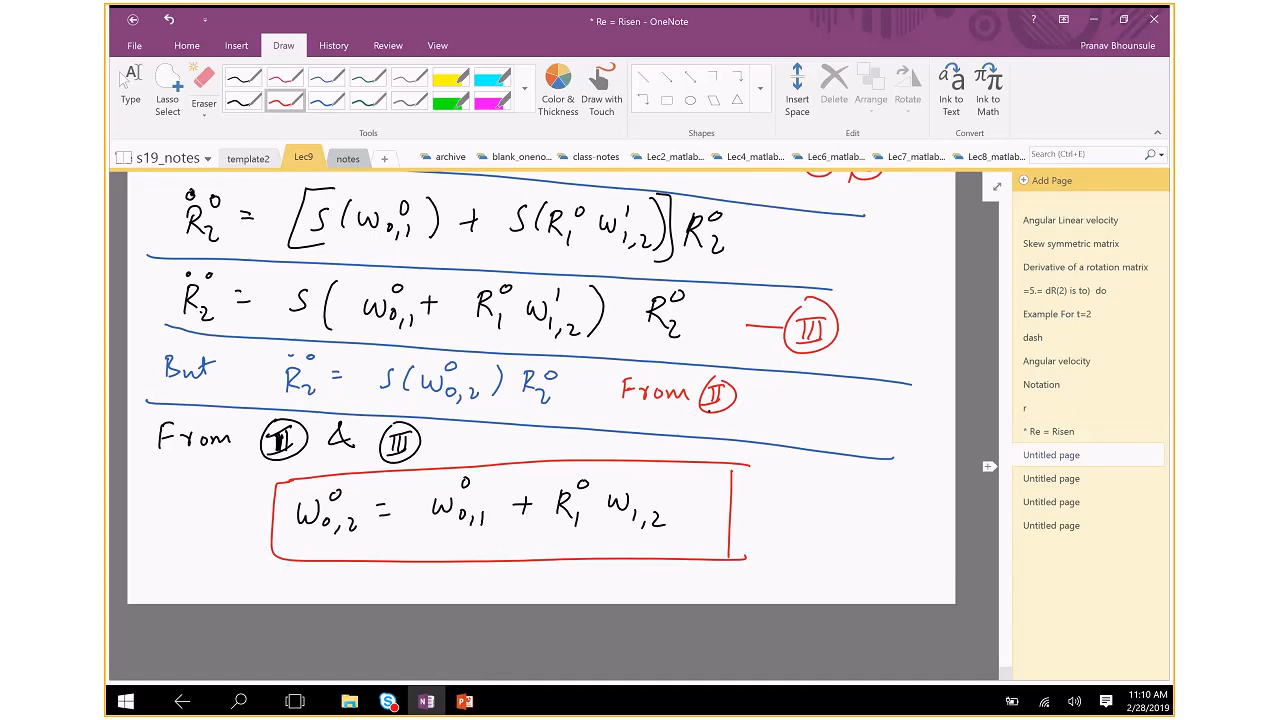 * Re = Risen - OneNote
?
File Home Insert Draw History Review View Pranav Bhounsule
Type Lasso Select Eraser Color & Thickness Draw with Touch Insert Space Delete Arrange Rotate Ink to Text Ink to Math
Tools Shapes Edit Convert
s19_notes template2 Lec9 notes + archive blank_oneno... class-notes Lec2_matlab... Lec4_matlab... Lec6_matlab... Lec7_matlab... Lec8_matlab... Search (Ctrl+E)
Add Page
Angular Linear velocity
Skew symmetric matrix
Derivative of a rotation matrix
=5.= dR(2) is to) do
Example For t=2
dash
Angular velocity
Notation
r
* Re = Risen
Untitled page
Untitled page
Untitled page
Untitled page
Ṙ₂⁰ = [S(ω⁰₀,₁) + S(R₁⁰ ω¹₁,₂)] R₂⁰
Ṙ₂⁰ = S(ω⁰₀,₁ + R₁⁰ ω¹₁,₂) R₂⁰ — III
But Ṙ₂⁰ = S(ω⁰₀,₂) R₂⁰ From II
From II & III
ω⁰₀,₂ = ω⁰₀,₁ + R₁⁰ ω₁,₂
11:10 AM
2/28/2019